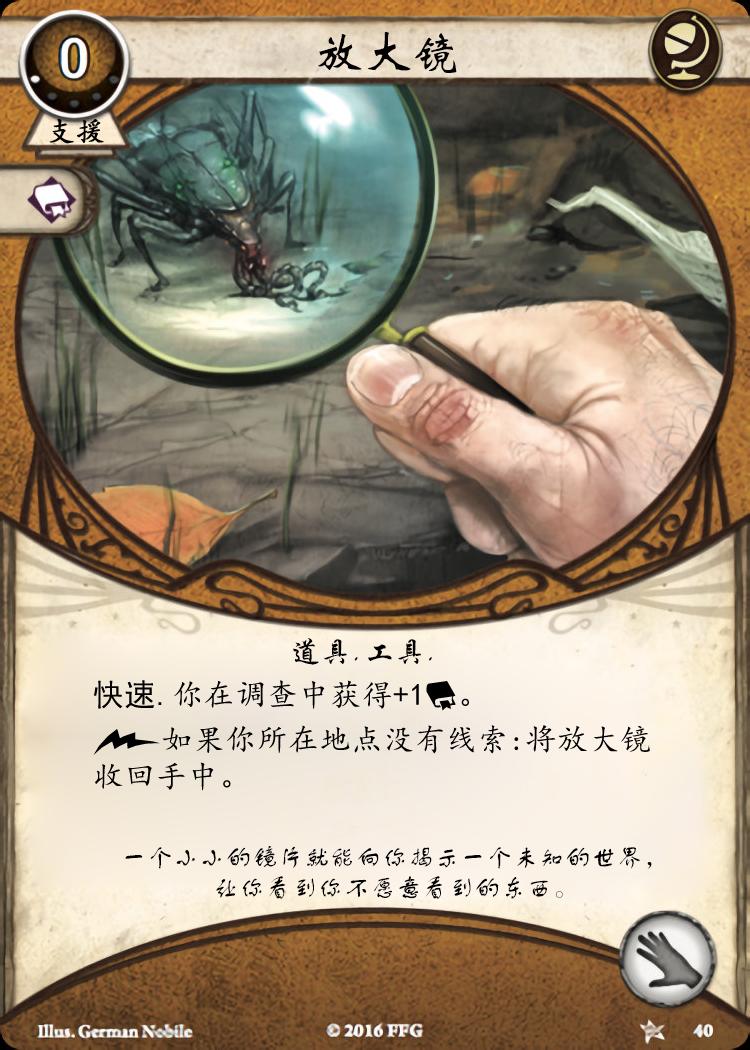 0
放大镜
支援
道具.工具.
快速. 你在调查中获得+1。
如果你所在地点没有线索:将放大镜
收回手中。
一个小小的镜片就能向你揭示一个未知的世界,
让你看到你不愿意看到的东西。
Illus. German Nobile
© 2016 FFG
40